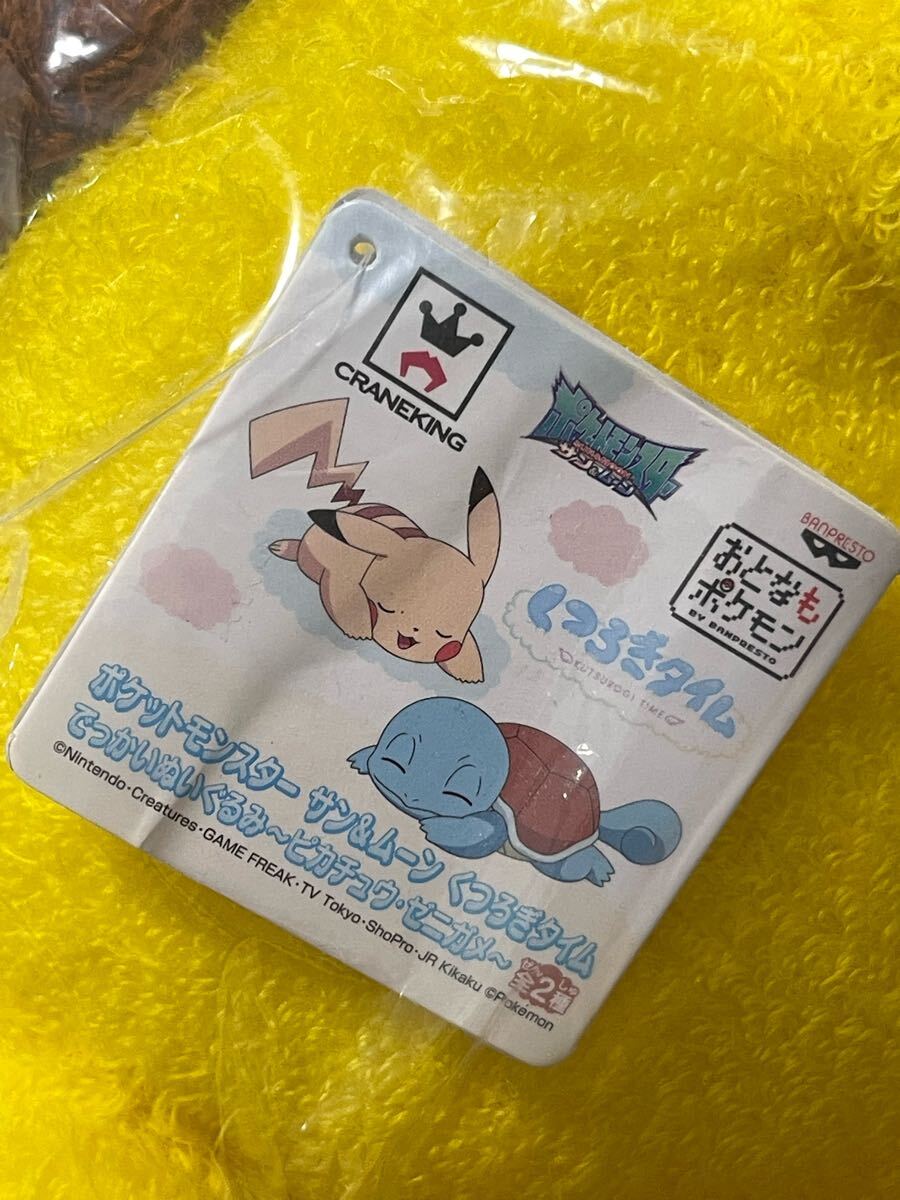 CRANEKING
ポケットモンスター
サン&ムーン
BANPRESTO
おとなも
ポケモン
BY BANPRESTO
くつろぎタイム
KUTSUROGI TIME
ポケットモンスター サン&ムーン くつろぎタイム
でっかいぬいぐるみ〜ピカチュウ・ゼニガメ〜
ぜん しゅ
全2種
©Nintendo・Creatures・GAME FREAK・TV Tokyo・ShoPro・JR Kikaku ©Pokémon